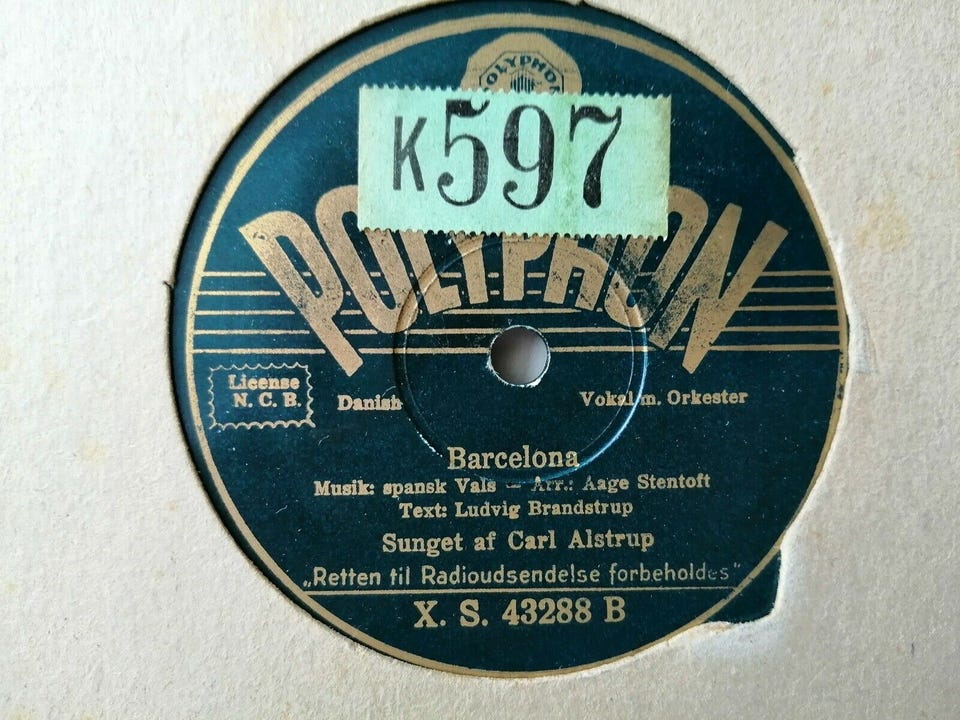 POLYPHON
K597
POLYPHON
License
N. C. B.
Danish
Vokal m. Orkester
Barcelona
Musik: spansk Vals — Arr.: Aage Stentoft
Text: Ludvig Brandstrup
Sunget af Carl Alstrup
„Retten til Radioudsendelse forbeholdes"
X. S. 43288 B